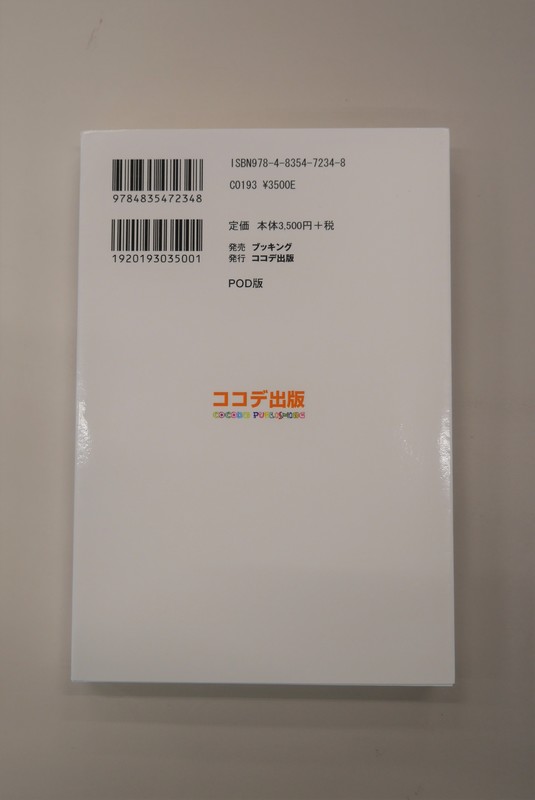 ISBN978-4-8354-7234-8
9784835472348
C0193 ¥3500E
1920193035001
定価 本体3,500円+税
発売 ブッキング
発行 ココデ出版
POD版
ココデ出版
COCODE PUBLISHING